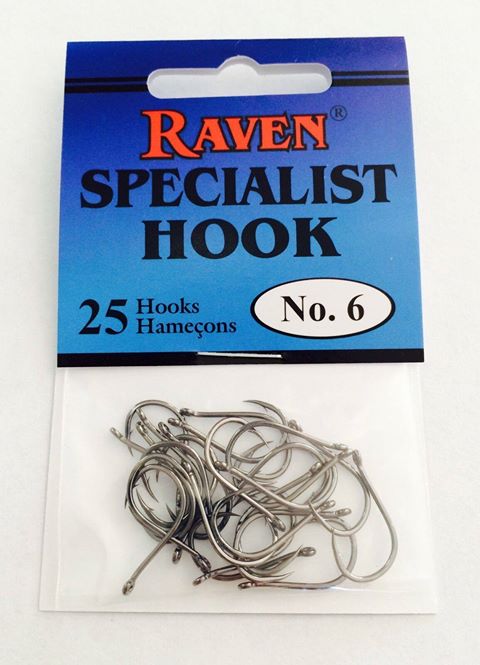 RAVEN®
SPECIALIST
HOOK
25 Hooks
Hameçons
No. 6